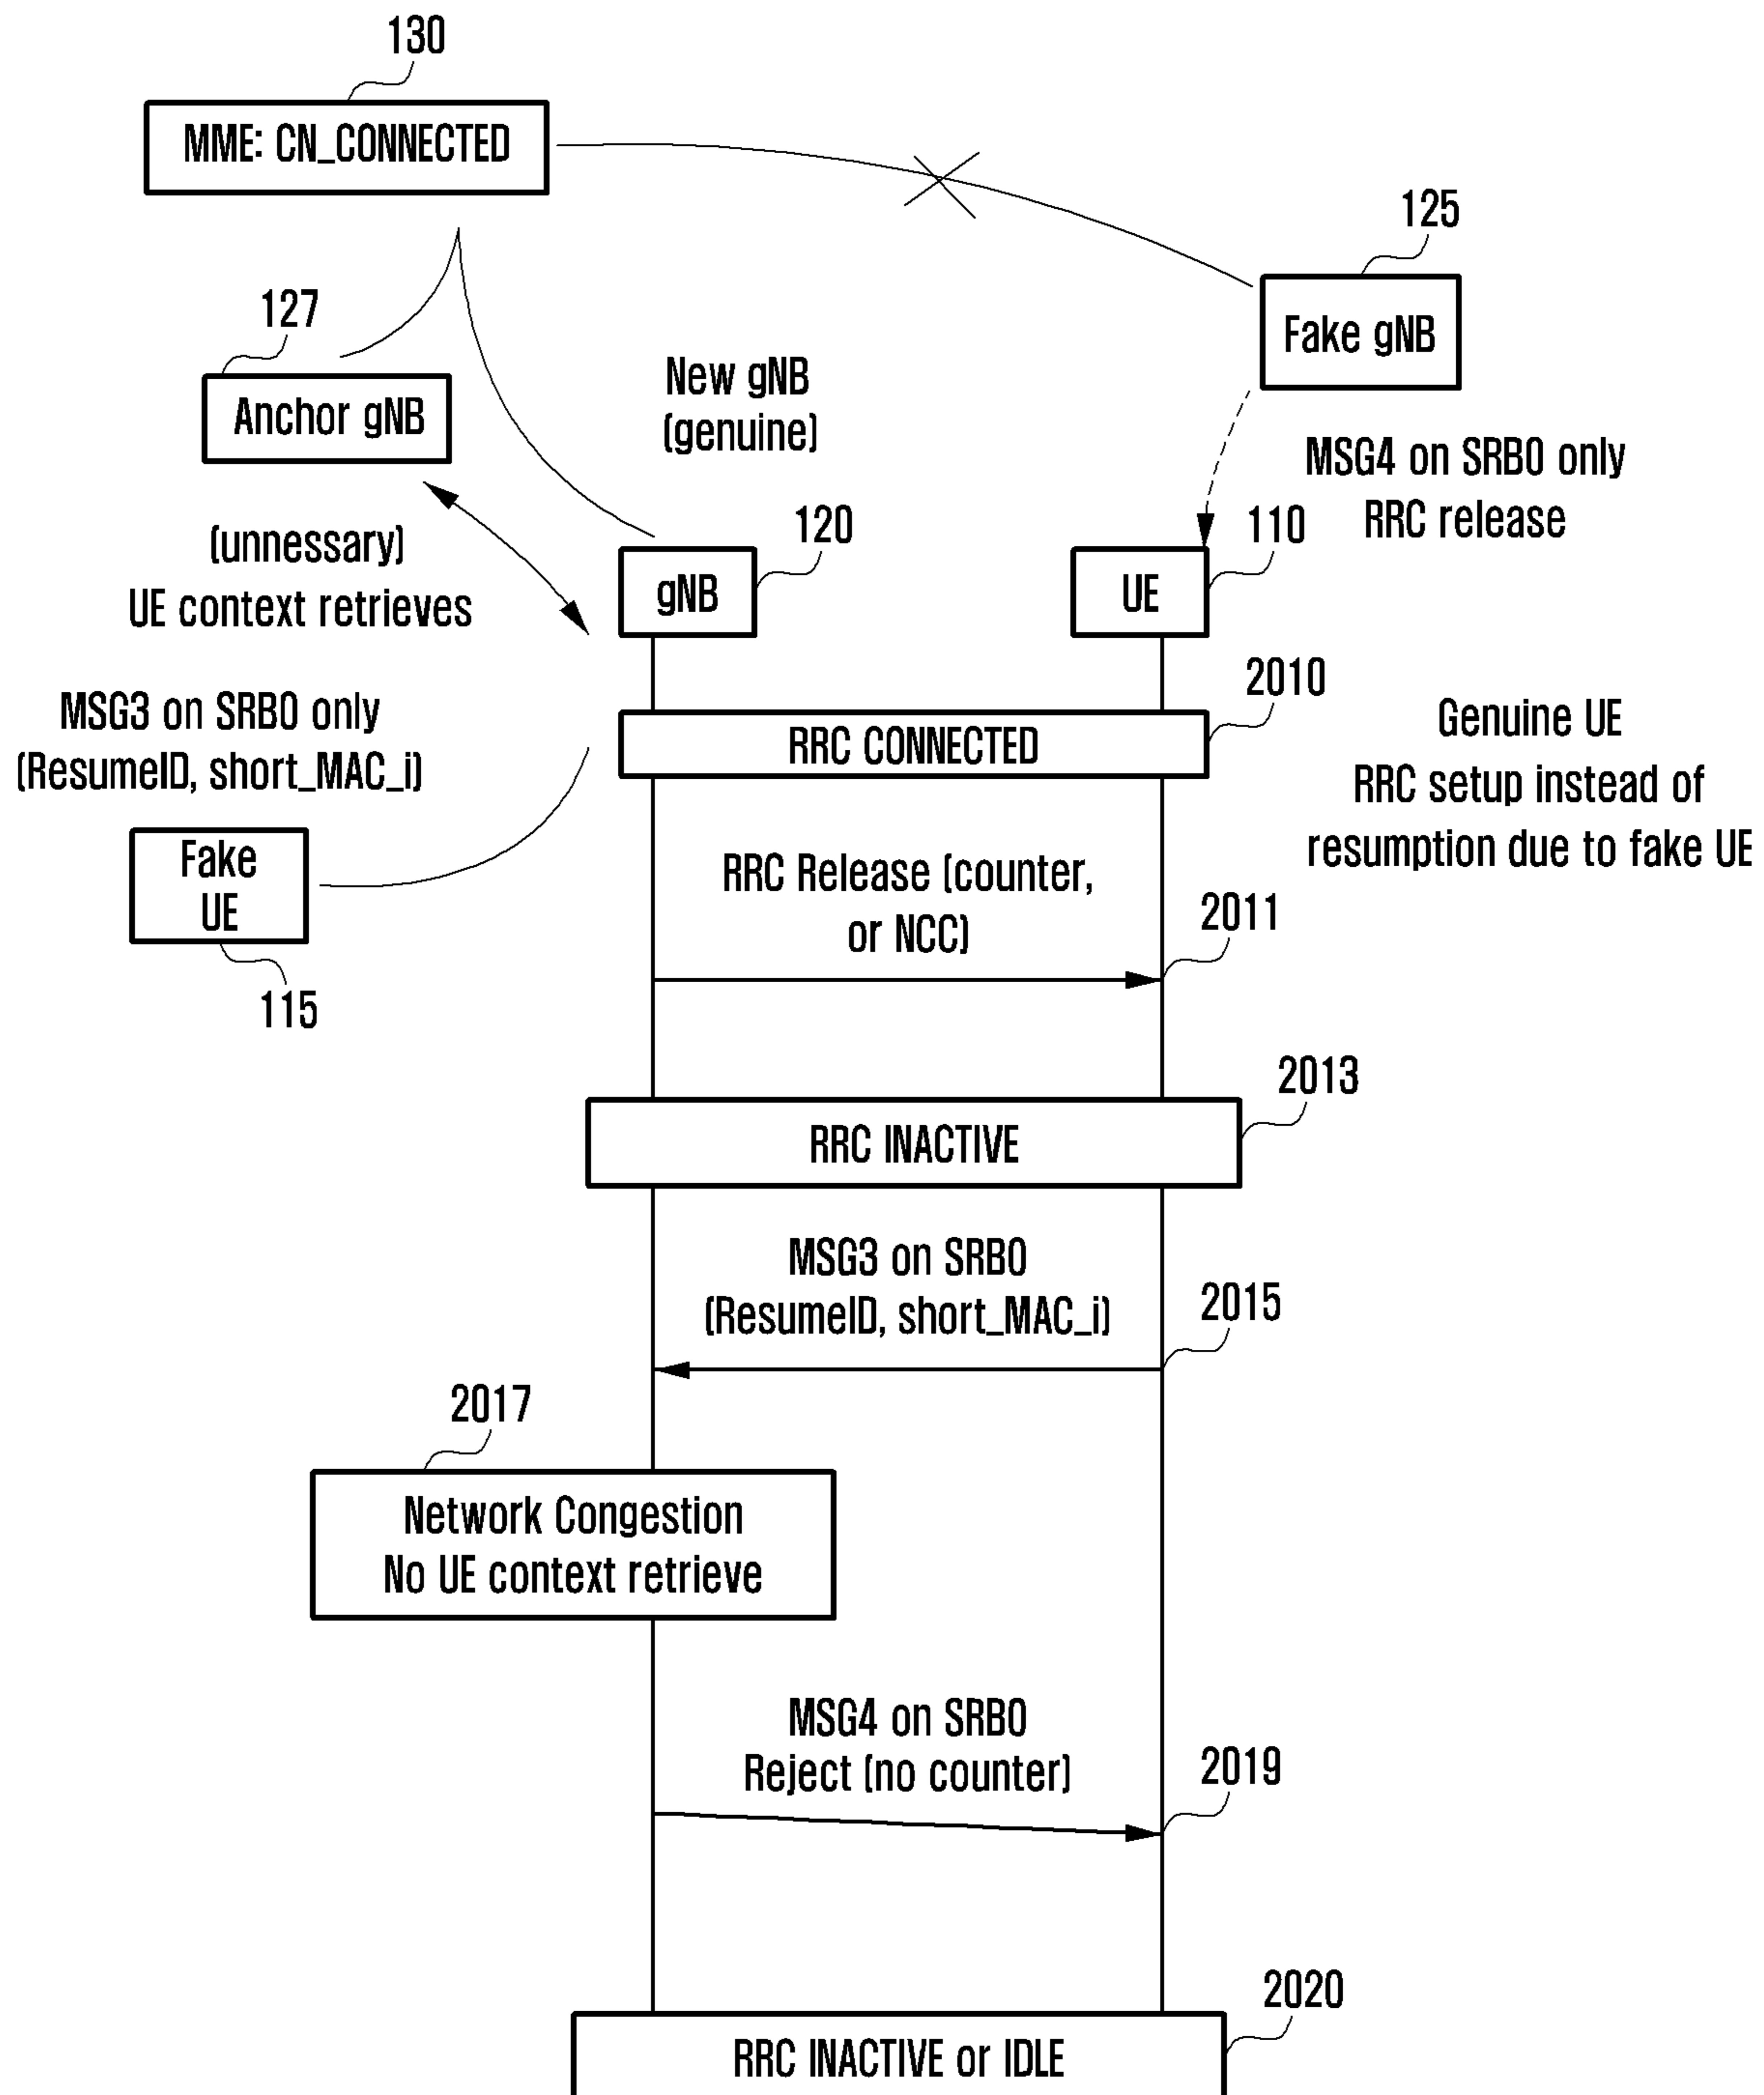 130
MME: CN_CONNECTED
125
Fake gNB
127
Anchor gNB
New gNB
(genuine)
MSG4 on SRB0 only
RRC release
120
110
(unnessary)
UE context retrieves
gNB
UE
2010
MSG3 on SRB0 only
(ResumeID, short_MAC_i)
RRC CONNECTED
Genuine UE
RRC setup instead of
resumption due to fake UE
Fake
UE
115
RRC Release (counter,
or NCC)
2011
2013
RRC INACTIVE
MSG3 on SRB0
(ResumeID, short_MAC_i)
2015
2017
Network Congestion
No UE context retrieve
MSG4 on SRB0
Reject (no counter)
2019
2020
RRC INACTIVE or IDLE